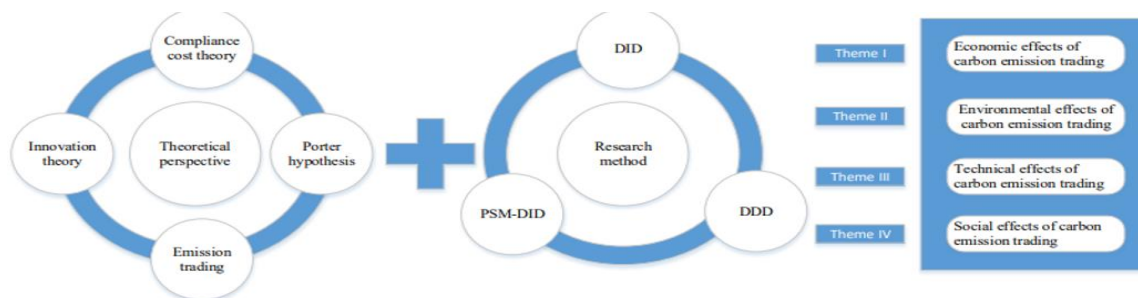 Compliance
cost theory
Innovation
theory
Theoretical
perspective
Porter
hypothesis
Emission
trading
DID
Research
method
PSM-DID
DDD
Theme I
Economic effects of
carbon emission trading
Theme II
Environmental effects of
carbon emission trading
Theme III
Technical effects of
carbon emission trading
Theme IV
Social effects of carbon
emission trading